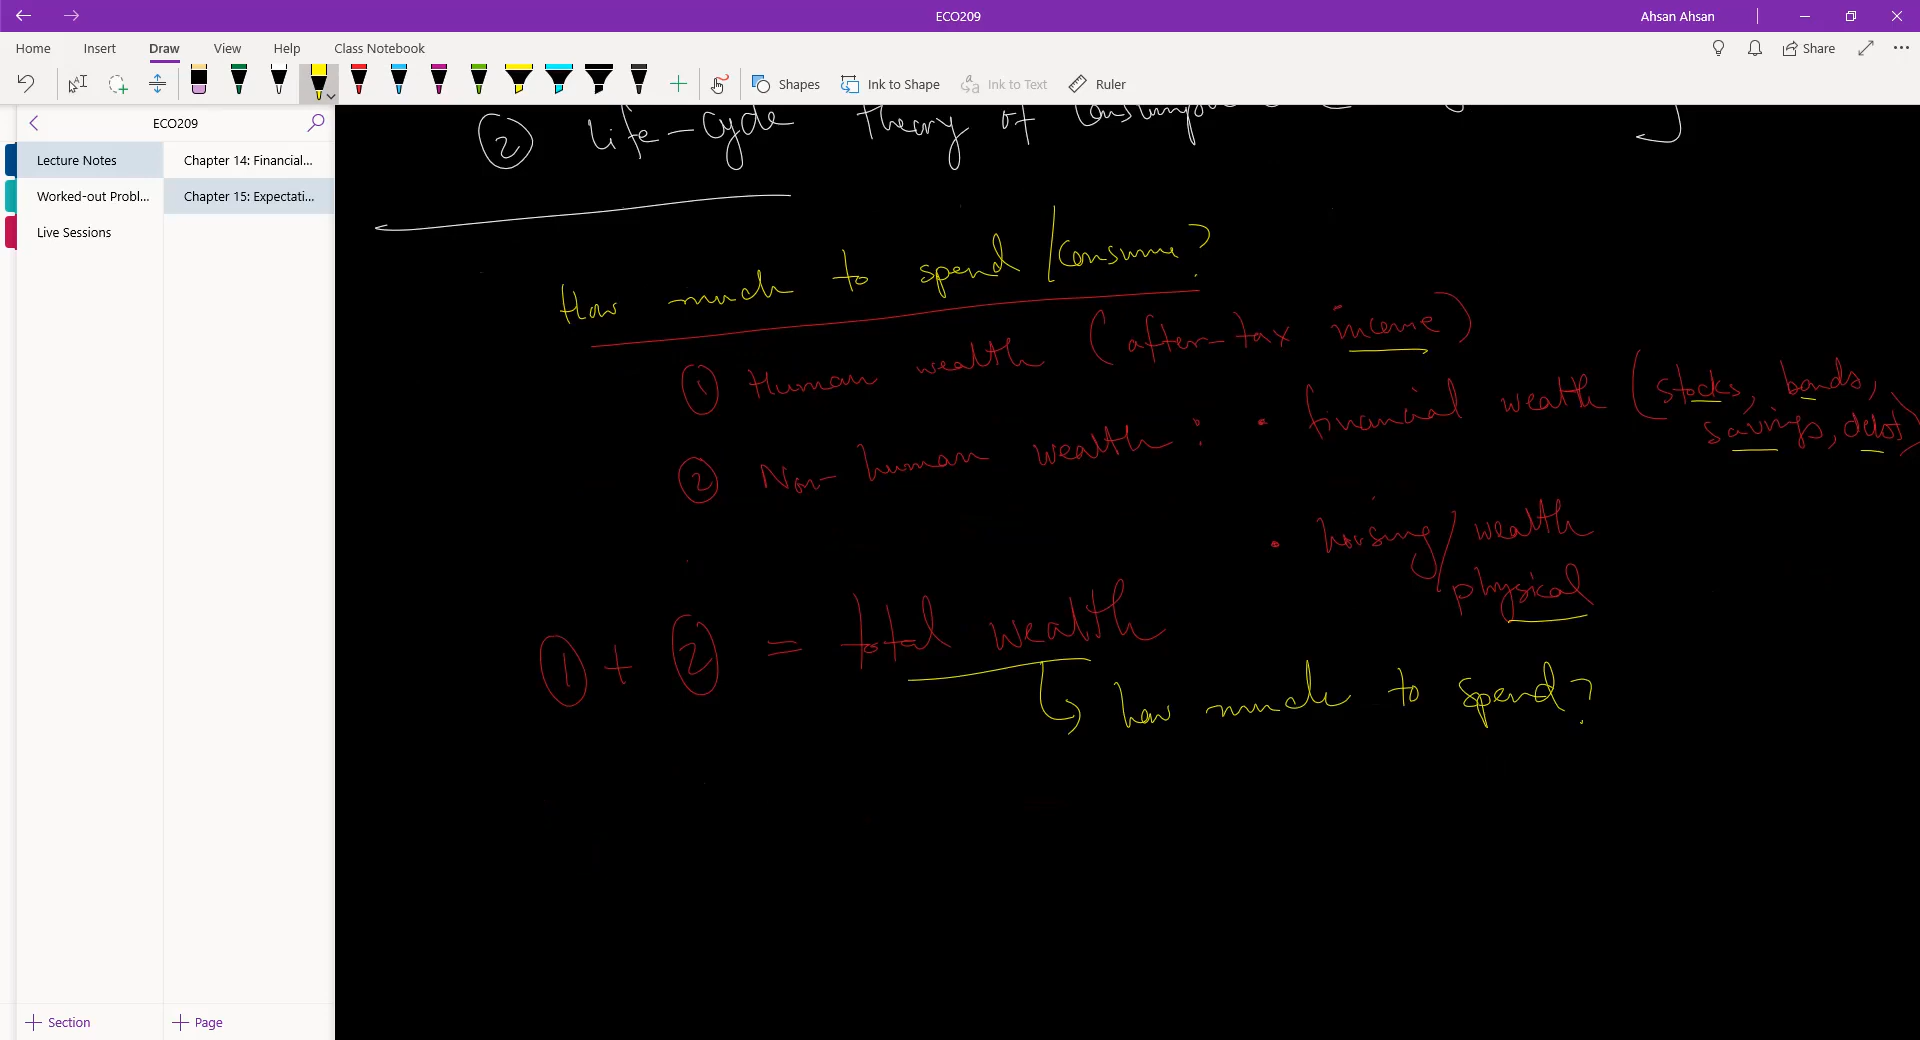 ECO209
Ahsan Ahsan
Home Insert Draw View Help Class Notebook
Share
Shapes Ink to Shape Ink to Text Ruler
ECO209
Lecture Notes
Worked-out Probl...
Live Sessions
Chapter 14: Financial...
Chapter 15: Expectati...
② Life-Cycle theory of
How much to spend/consume?
① Human wealth (after-tax income)
② Non-human wealth : • financial wealth (stocks, bonds,
savings, debt)
• housing/wealth
physical
① + ② = total wealth
↳ how much to spend?
+ Section
+ Page